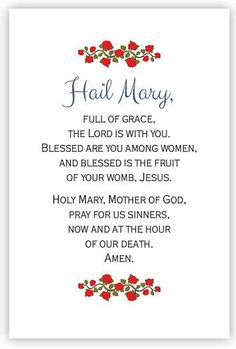 Hail Mary,
FULL OF GRACE,
THE LORD IS WITH YOU.
BLESSED ARE YOU AMONG WOMEN,
AND BLESSED IS THE FRUIT
OF YOUR WOMB, JESUS.
HOLY MARY, MOTHER OF GOD,
PRAY FOR US SINNERS,
NOW AND AT THE HOUR
OF OUR DEATH.
AMEN.